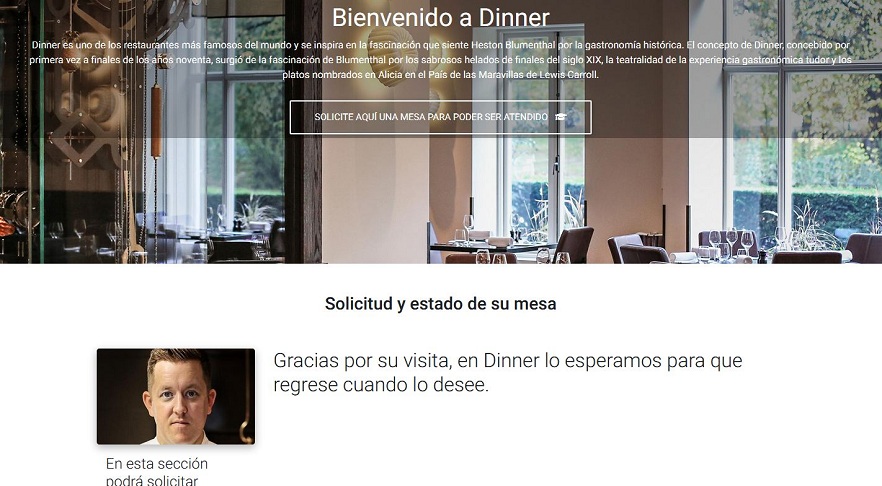 Bienvenido a Dinner
Dinner es uno de los restaurantes más famosos del mundo y se inspira en la fascinación que siente Heston Blumenthal por la gastronomía histórica. El concepto de Dinner, concebido por
primera vez a finales de los años noventa, surgió de la fascinación de Blumenthal por los sabrosos helados de finales del siglo XIX, la teatralidad de la experiencia gastronómica tudor y los
platos nombrados en Alicia en el País de las Maravillas de Lewis Carroll.
SOLICITE AQUÍ UNA MESA PARA PODER SER ATENDIDO
Solicitud y estado de su mesa
Gracias por su visita, en Dinner lo esperamos para que
regrese cuando lo desee.
En esta sección
podrá solicitar